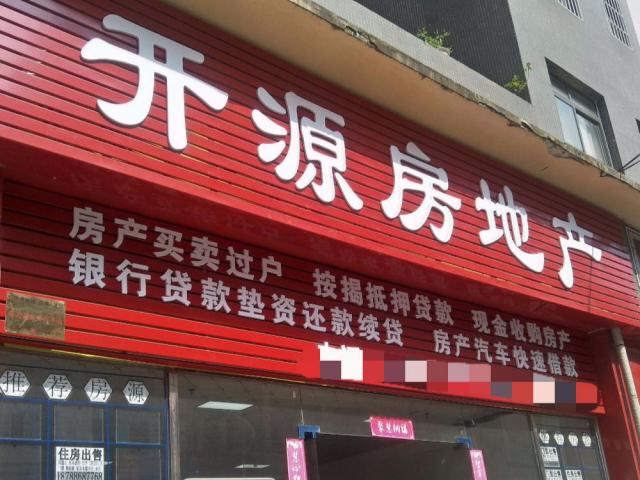 开源房地产
房产买卖过户 按揭抵押贷款 现金收购房产
银行贷款垫资还款续贷 房产汽车快速借款
推荐房源
住房出售